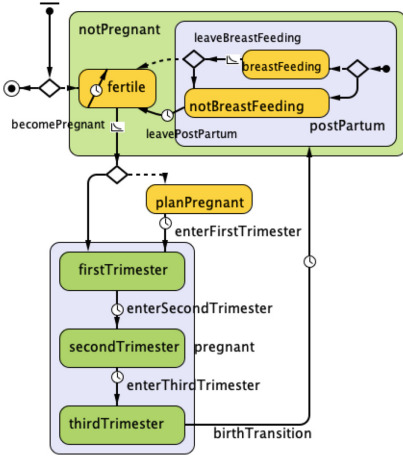 notPregnant
leaveBreastFeeding
breastFeeding
fertile
notBreastFeeding
becomePregnant
leavePostPartum
postPartum
planPregnant
enterFirstTrimester
firstTrimester
enterSecondTrimester
secondTrimester
pregnant
enterThirdTrimester
thirdTrimester
birthTransition